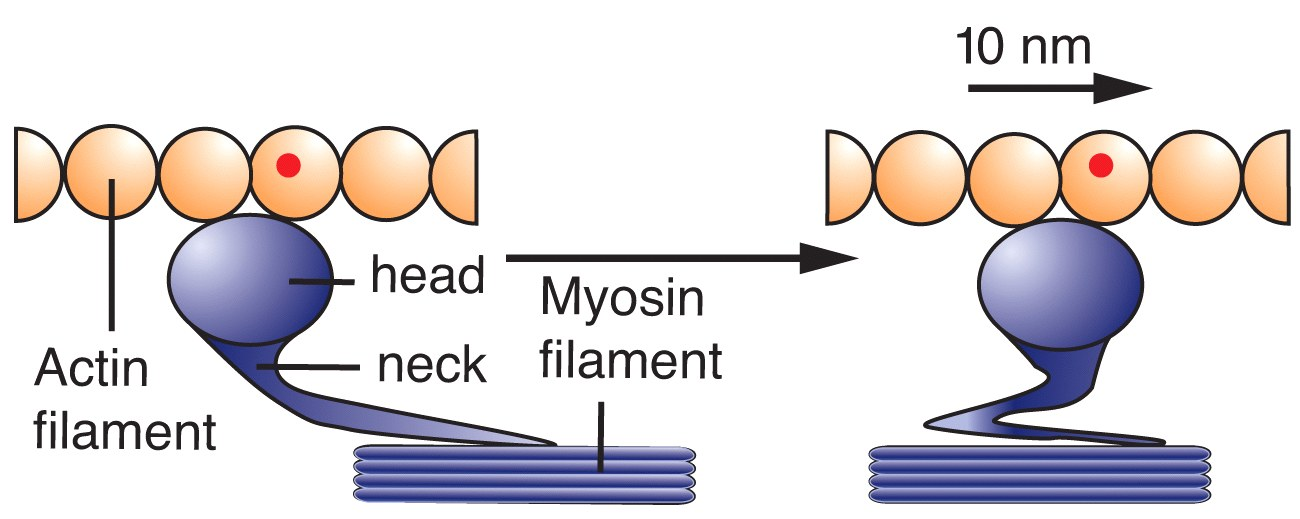 10 nm
head
Myosin
filament
neck
Actin
filament